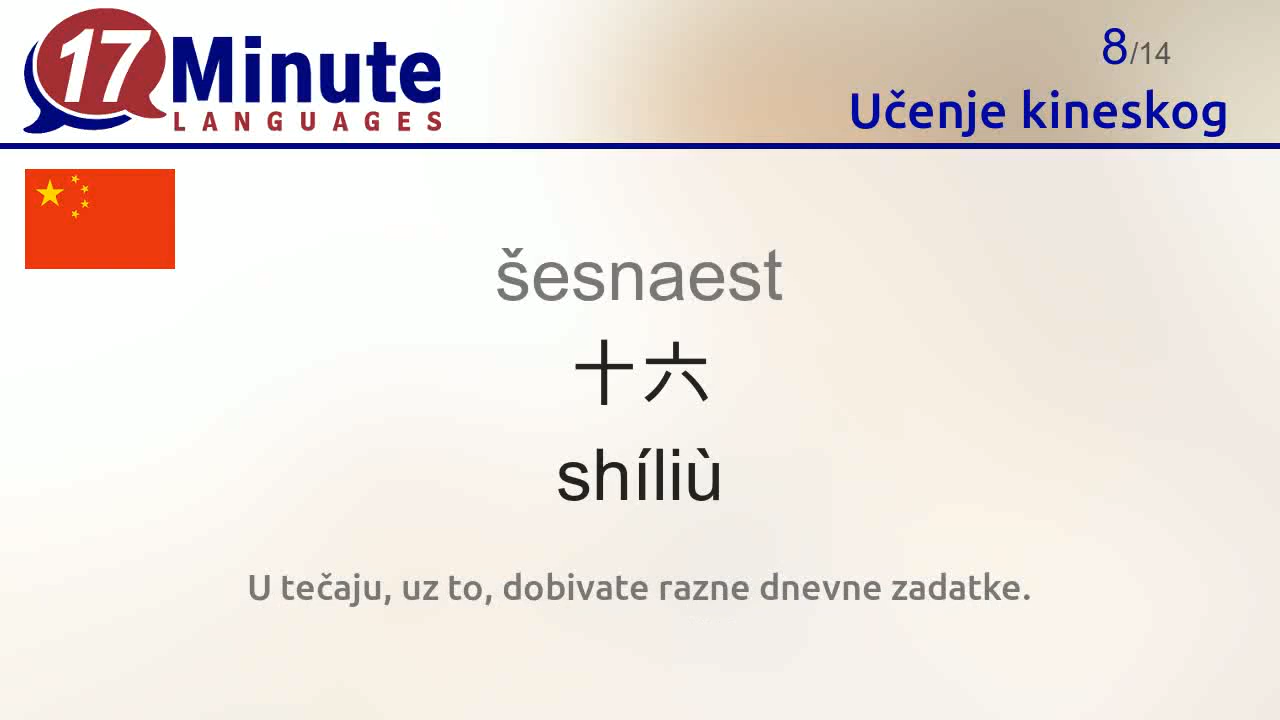 17 Minute
LANGUAGES
8/14
Učenje kineskog
šesnaest
十六
shíliù
U tečaju, uz to, dobivate razne dnevne zadatke.